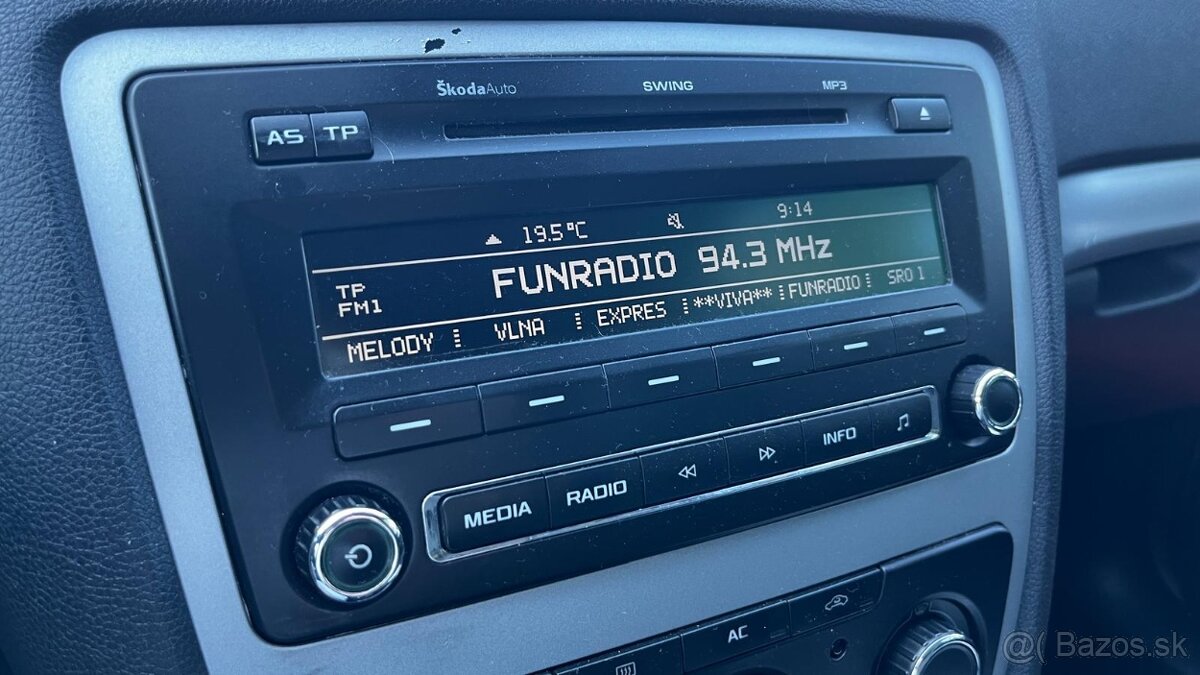 ŠkodaAuto SWING MP3
AS TP
19.5°C 9:14
TP
FM1
FUNRADIO 94.3 MHz
MELODY VLNA EXPRES **VIVA** FUNRADIO SRO 1
MEDIA RADIO INFO
AC
@( Bazos.sk